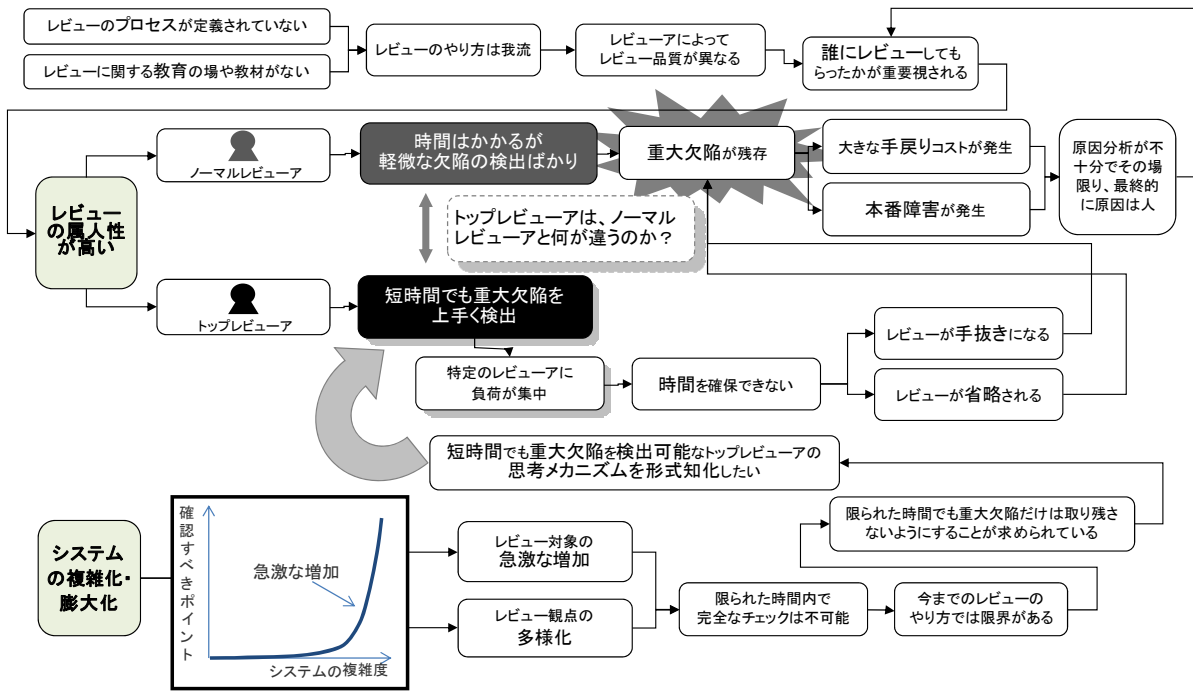 レビューのプロセスが定義されていない
レビューに関する教育の場や教材がない
レビューのやり方は我流
レビューアによって
レビュー品質が異なる
誰にレビューしても
らったかが重要視される
レビュー
の属人性
が高い
ノーマルレビューア
時間はかかるが
軽微な欠陥の検出ばかり
重大欠陥が残存
大きな手戻りコストが発生
本番障害が発生
原因分析が不
十分でその場
限り、最終的
に原因は人
トップレビューアは、ノーマル
レビューアと何が違うのか？
トップレビューア
短時間でも重大欠陥を
上手く検出
特定のレビューアに
負荷が集中
時間を確保できない
レビューが手抜きになる
レビューが省略される
短時間でも重大欠陥を検出可能なトップレビューアの
思考メカニズムを形式知化したい
システム
の複雑化・
膨大化
確認すべきポイント
急激な増加
システムの複雑度
レビュー対象の
急激な増加
レビュー観点の
多様化
限られた時間内で
完全なチェックは不可能
今までのレビューの
やり方では限界がある
限られた時間でも重大欠陥だけは取り残さ
ないようにすることが求められている